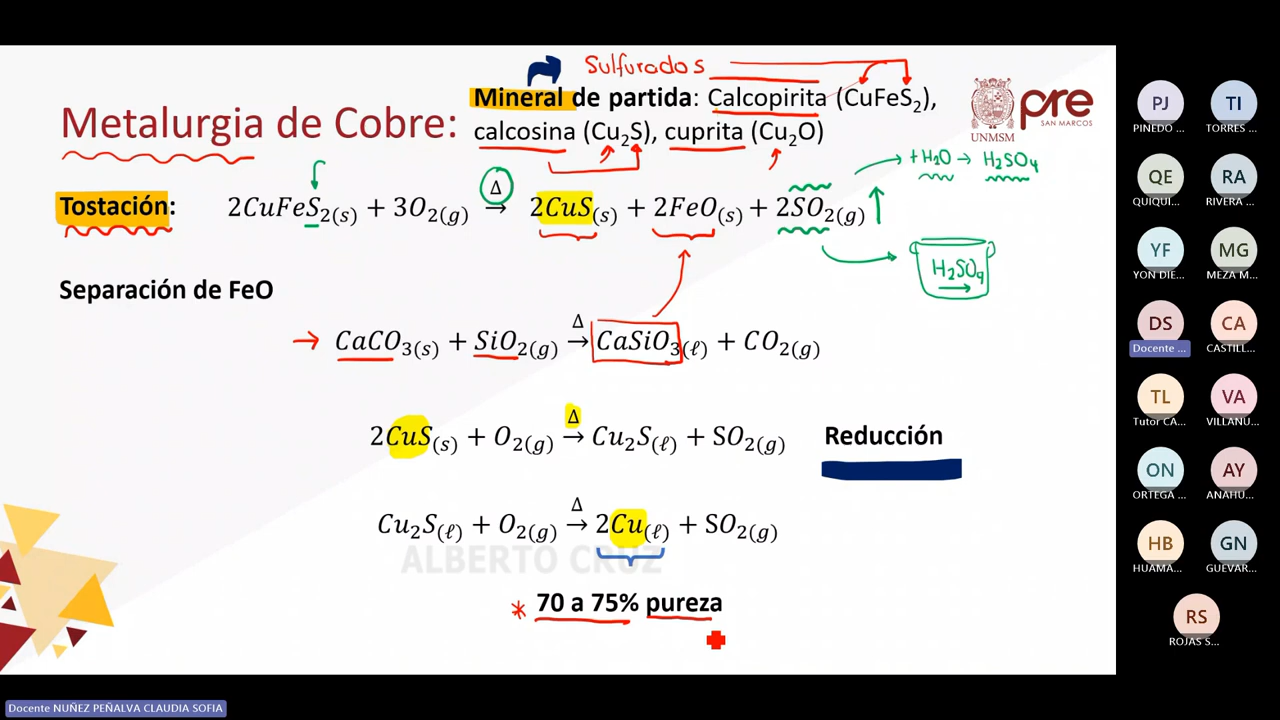 Sulfurados
Mineral de partida: Calcopirita (CuFeS₂),
Metalurgia de Cobre:
calcosina (Cu₂S), cuprita (Cu₂O)
UNMSM
pre
SAN MARCOS
+H₂O → H₂SO₄
Tostación: 2CuFeS₂(s) + 3O₂(g) Δ→ 2CuS(s) + 2FeO(s) + 2SO₂(g) ↑
H₂SO₄
Separación de FeO
→ CaCO₃(s) + SiO₂(g) Δ→ CaSiO₃(ℓ) + CO₂(g)
2CuS(s) + O₂(g) Δ→ Cu₂S(ℓ) + SO₂(g) Reducción
Cu₂S(ℓ) + O₂(g) Δ→ 2Cu(ℓ) + SO₂(g)
ALBERTO CRUZ
* 70 a 75% pureza
PJ
PINEDO ...
TI
TORRES ...
QE
QUIQUI...
RA
RIVERA ...
YF
YON DIE...
MG
MEZA M...
DS
Docente ...
CA
CASTILL...
TL
Tutor CA...
VA
VILLANU...
ON
ORTEGA ...
AY
ANAHU...
HB
HUAMA...
GN
GUEVAR...
RS
ROJAS S...
Docente NUÑEZ PEÑALVA CLAUDIA SOFIA